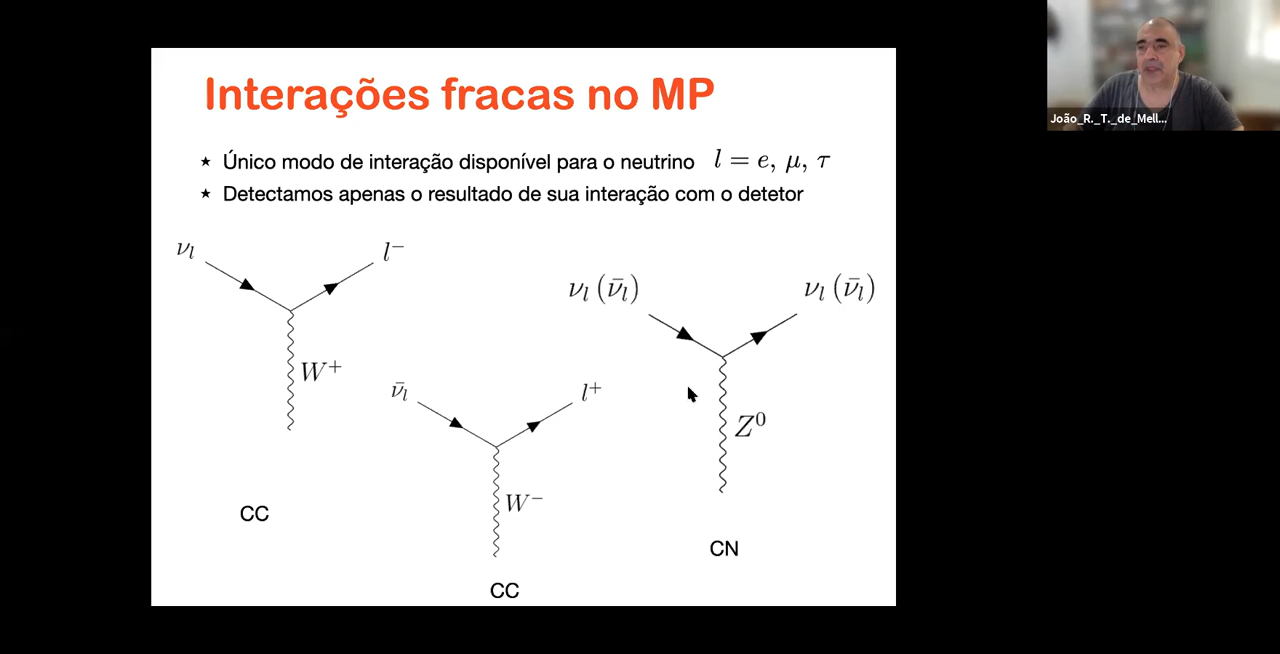 Interações fracas no MP
★ Único modo de interação disponível para o neutrino l = e, μ, τ
★ Detectamos apenas o resultado de sua interação com o detetor
ν_l
l⁻
W⁺
CC
ν̄_l
l⁺
W⁻
CC
ν_l (ν̄_l)
ν_l (ν̄_l)
Z⁰
CN
João_R._T._de_Mell...